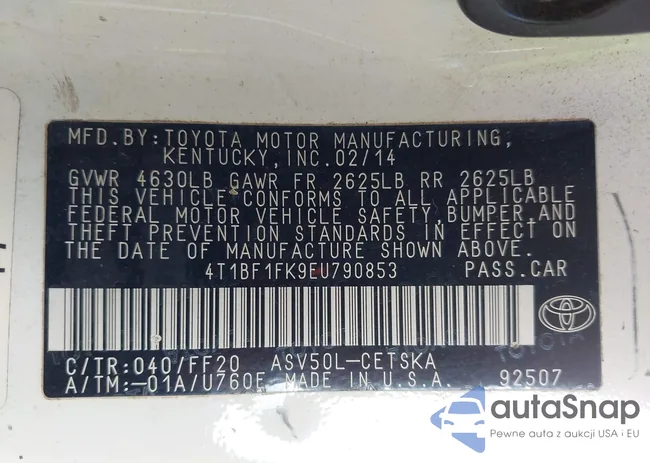 MFD. BY: TOYOTA MOTOR MANUFACTURING,
KENTUCKY, INC. 02/14
GVWR 4630LB GAWR FR 2625LB RR 2625LB
THIS VEHICLE CONFORMS TO ALL APPLICABLE
FEDERAL MOTOR VEHICLE SAFETY, BUMPER, AND
THEFT PREVENTION STANDARDS IN EFFECT ON
THE DATE OF MANUFACTURE SHOWN ABOVE.
4T1BF1FK9EU790853 PASS. CAR
C/TR: 040/FF20 ASV50L-CETSKA
A/TM: -01A/U760E MADE IN U.S.A. 92507
autoSnap
Pewne auto z aukcji USA i EU